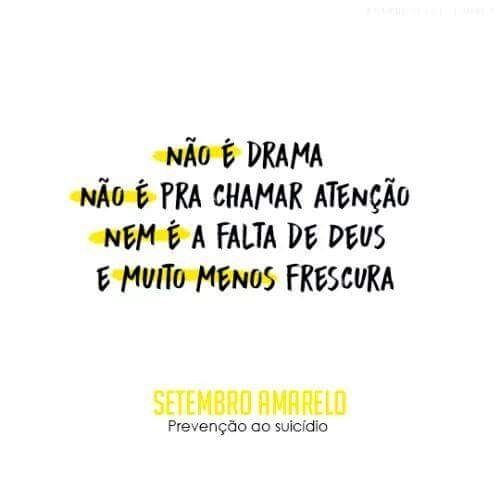 NÃO É DRAMA
NÃO É PRA CHAMAR ATENÇÃO
NEM É A FALTA DE DEUS
E MUITO MENOS FRESCURA
SETEMBRO AMARELO
Prevenção ao suicídio